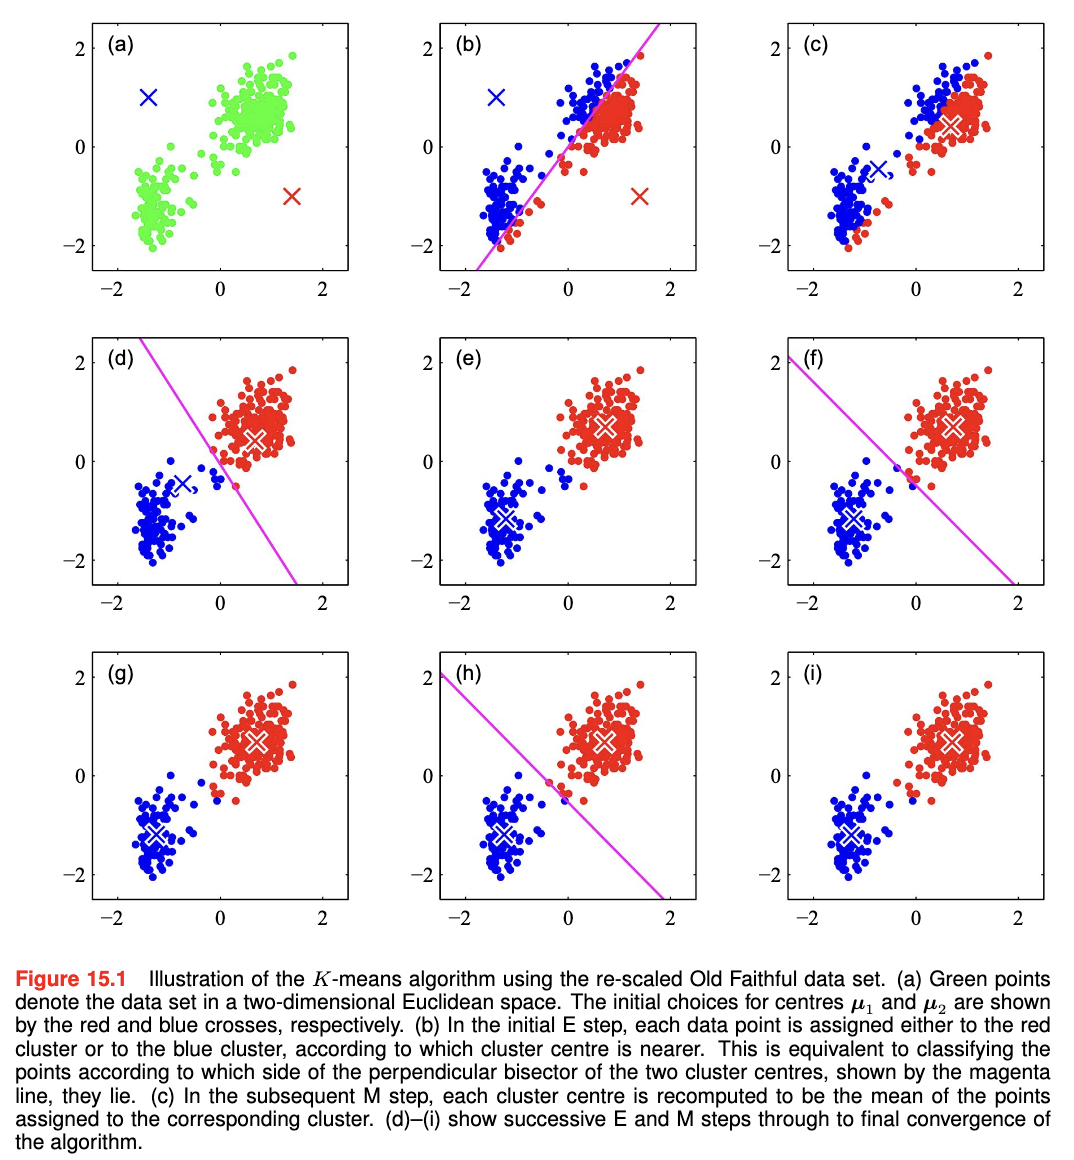 (a) (b) (c)
2 2 2
0 0 0
−2 −2 −2
−2 0 2 −2 0 2 −2 0 2
(d) (e) (f)
2 2 2
0 0 0
−2 −2 −2
−2 0 2 −2 0 2 −2 0 2
(g) (h) (i)
2 2 2
0 0 0
−2 −2 −2
−2 0 2 −2 0 2 −2 0 2
Figure 15.1 Illustration of the K-means algorithm using the re-scaled Old Faithful data set. (a) Green points
denote the data set in a two-dimensional Euclidean space. The initial choices for centres μ₁ and μ₂ are shown
by the red and blue crosses, respectively. (b) In the initial E step, each data point is assigned either to the red
cluster or to the blue cluster, according to which cluster centre is nearer. This is equivalent to classifying the
points according to which side of the perpendicular bisector of the two cluster centres, shown by the magenta
line, they lie. (c) In the subsequent M step, each cluster centre is recomputed to be the mean of the points
assigned to the corresponding cluster. (d)–(i) show successive E and M steps through to final convergence of
the algorithm.